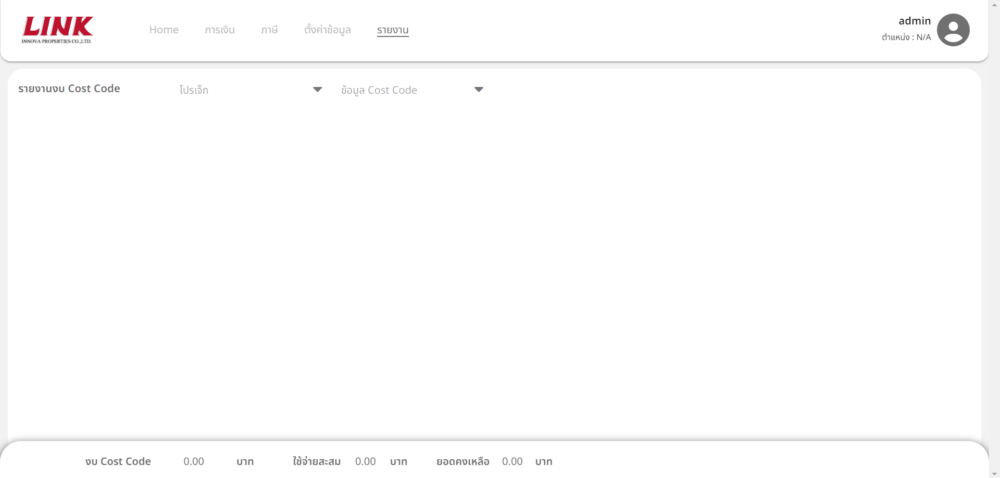 LINK
INNOVA PROPERTIES CO.,LTD.
Home การเงิน ภาษี ตั้งค่าข้อมูล รายงาน
admin
ตำแหน่ง : N/A
รายงานงบ Cost Code โปรเจ็ก ข้อมูล Cost Code
งบ Cost Code 0.00 บาท ใช้จ่ายสะสม 0.00 บาท ยอดคงเหลือ 0.00 บาท